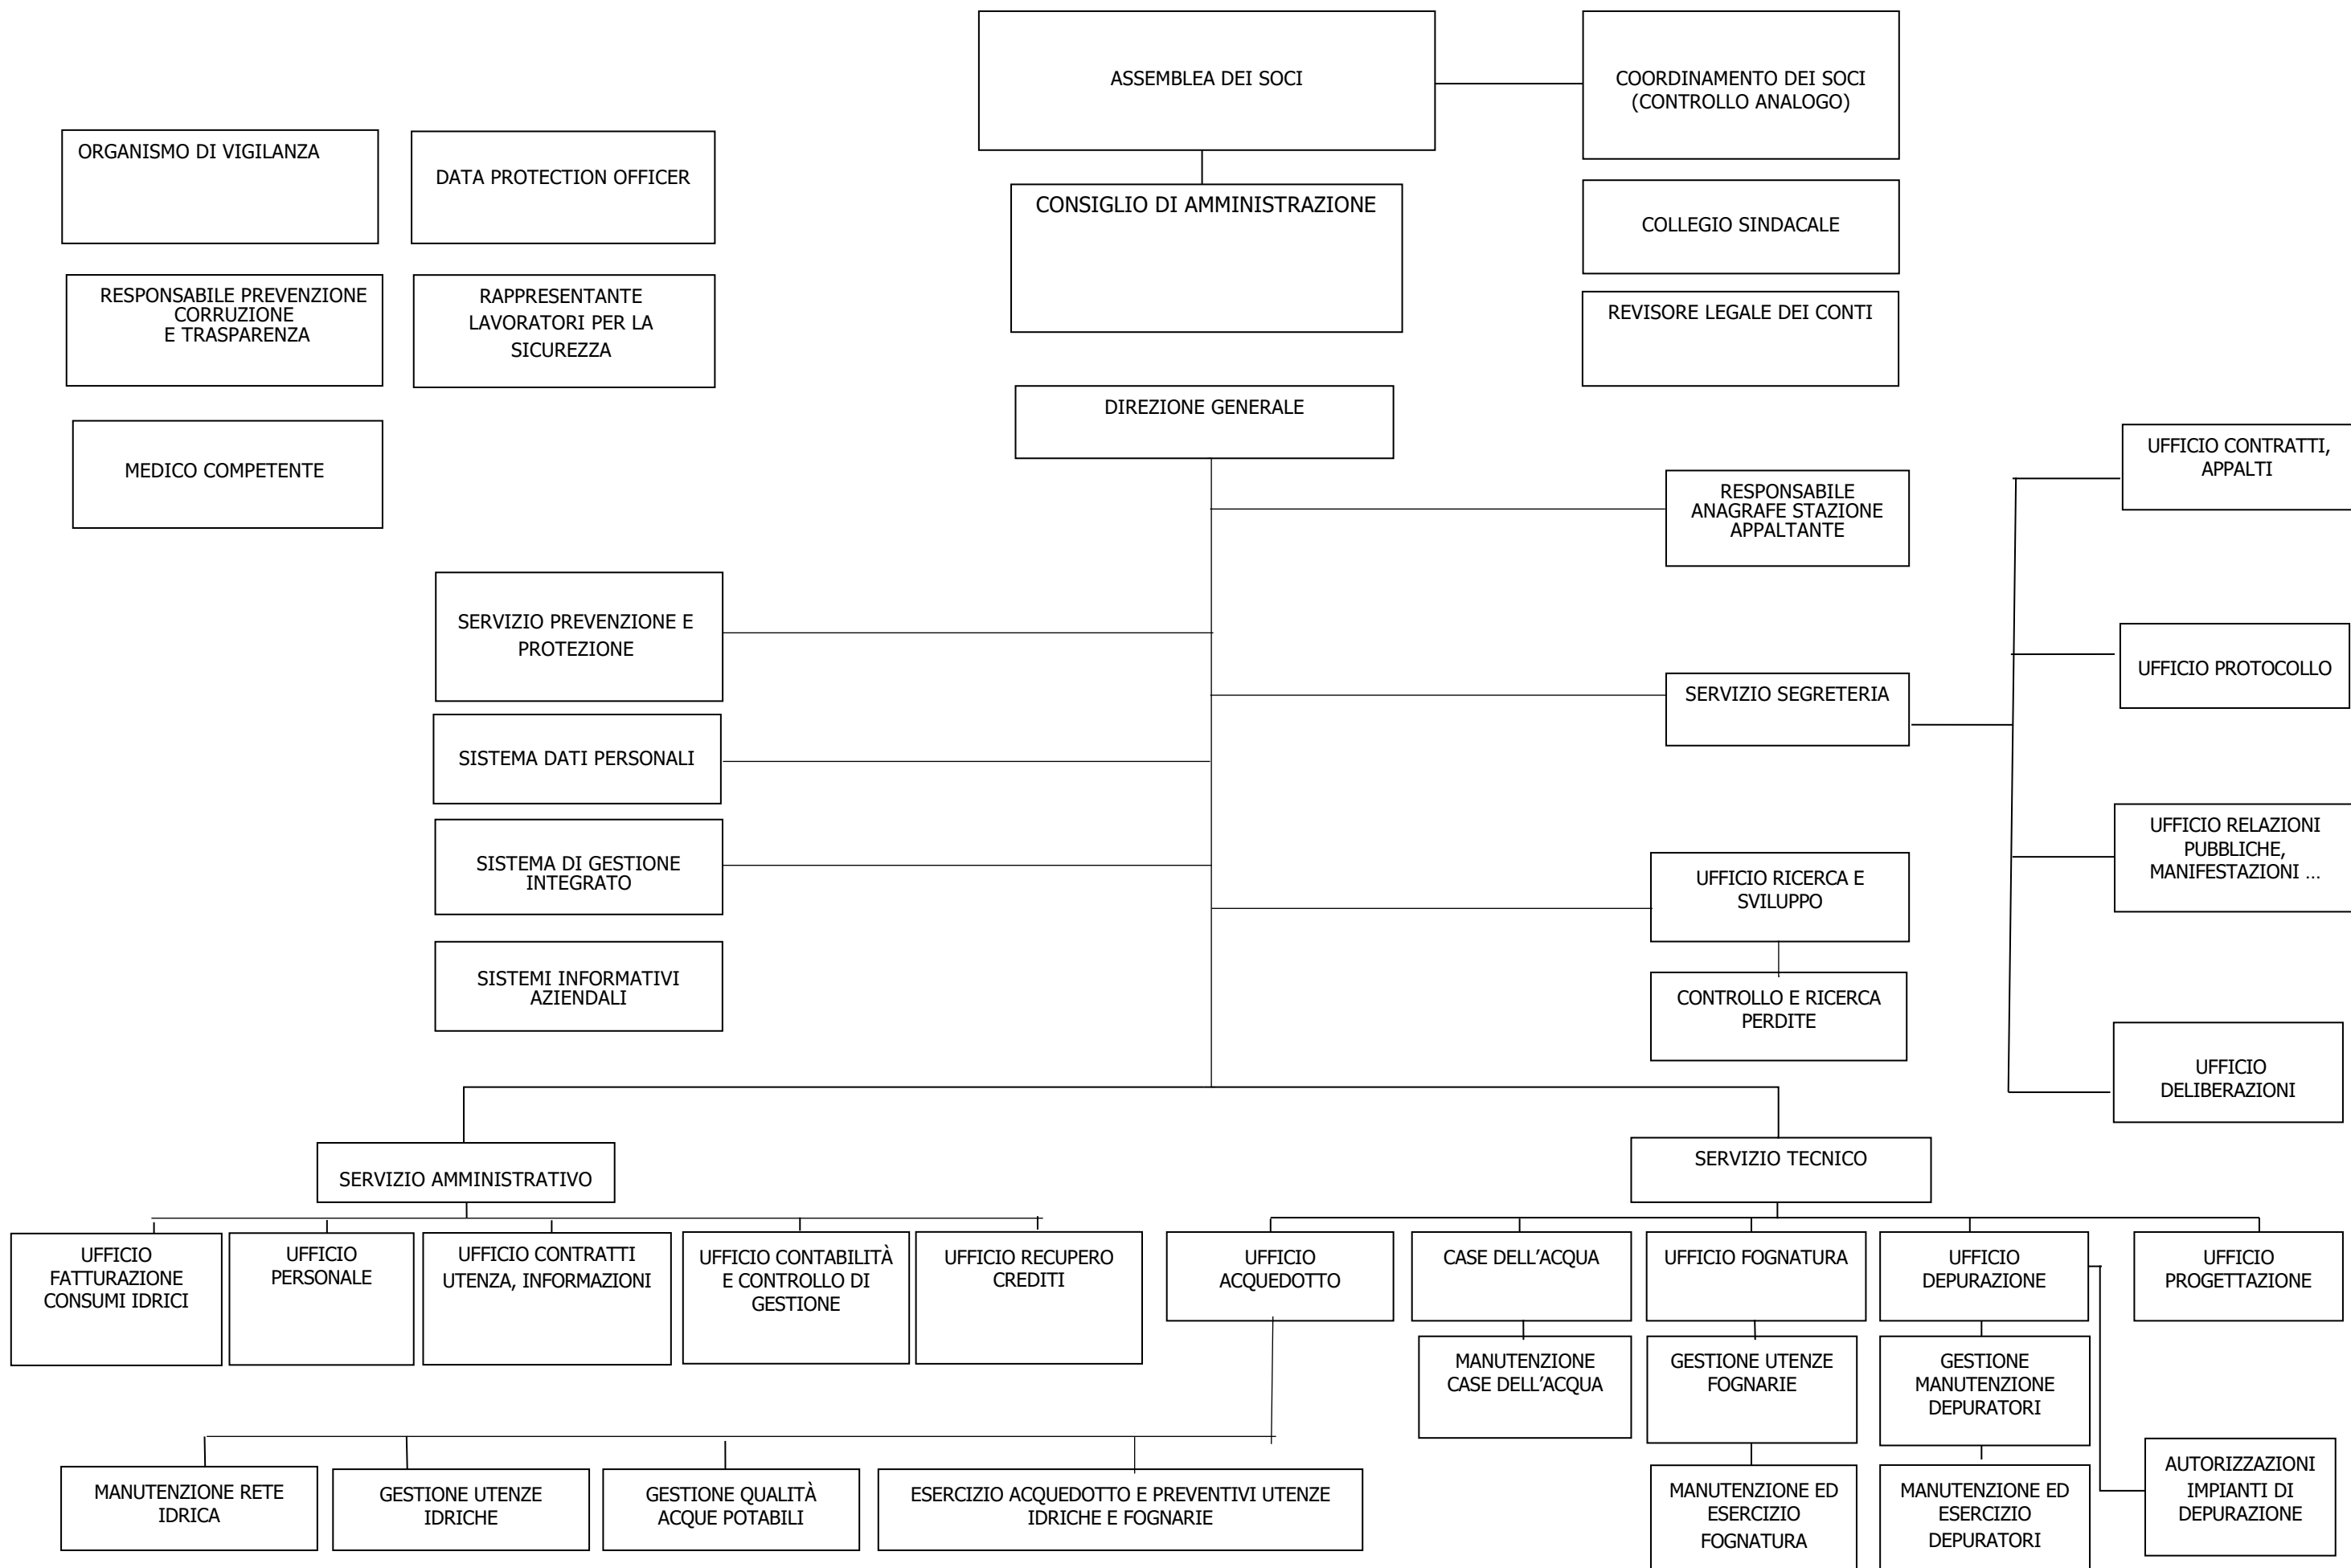 ASSEMBLEA DEI SOCI
COORDINAMENTO DEI SOCI
(CONTROLLO ANALOGO)
ORGANISMO DI VIGILANZA
DATA PROTECTION OFFICER
CONSIGLIO DI AMMINISTRAZIONE
COLLEGIO SINDACALE
RESPONSABILE PREVENZIONE
CORRUZIONE
E TRASPARENZA
RAPPRESENTANTE
LAVORATORI PER LA
SICUREZZA
REVISORE LEGALE DEI CONTI
DIREZIONE GENERALE
MEDICO COMPETENTE
UFFICIO CONTRATTI,
APPALTI
RESPONSABILE
ANAGRAFE STAZIONE
APPALTANTE
SERVIZIO PREVENZIONE E
PROTEZIONE
UFFICIO PROTOCOLLO
SERVIZIO SEGRETERIA
SISTEMA DATI PERSONALI
UFFICIO RELAZIONI
PUBBLICHE,
MANIFESTAZIONI ...
SISTEMA DI GESTIONE
INTEGRATO
UFFICIO RICERCA E
SVILUPPO
SISTEMI INFORMATIVI
AZIENDALI
CONTROLLO E RICERCA
PERDITE
UFFICIO
DELIBERAZIONI
SERVIZIO AMMINISTRATIVO
SERVIZIO TECNICO
UFFICIO
FATTURAZIONE
CONSUMI IDRICI
UFFICIO
PERSONALE
UFFICIO CONTRATTI
UTENZA, INFORMAZIONI
UFFICIO CONTABILITÀ
E CONTROLLO DI
GESTIONE
UFFICIO RECUPERO
CREDITI
UFFICIO
ACQUEDOTTO
CASE DELL'ACQUA
UFFICIO FOGNATURA
UFFICIO
DEPURAZIONE
UFFICIO
PROGETTAZIONE
MANUTENZIONE
CASE DELL'ACQUA
GESTIONE UTENZE
FOGNARIE
GESTIONE
MANUTENZIONE
DEPURATORI
MANUTENZIONE RETE
IDRICA
GESTIONE UTENZE
IDRICHE
GESTIONE QUALITÀ
ACQUE POTABILI
ESERCIZIO ACQUEDOTTO E PREVENTIVI UTENZE
IDRICHE E FOGNARIE
MANUTENZIONE ED
ESERCIZIO
FOGNATURA
MANUTENZIONE ED
ESERCIZIO
DEPURATORI
AUTORIZZAZIONI
IMPIANTI DI
DEPURAZIONE